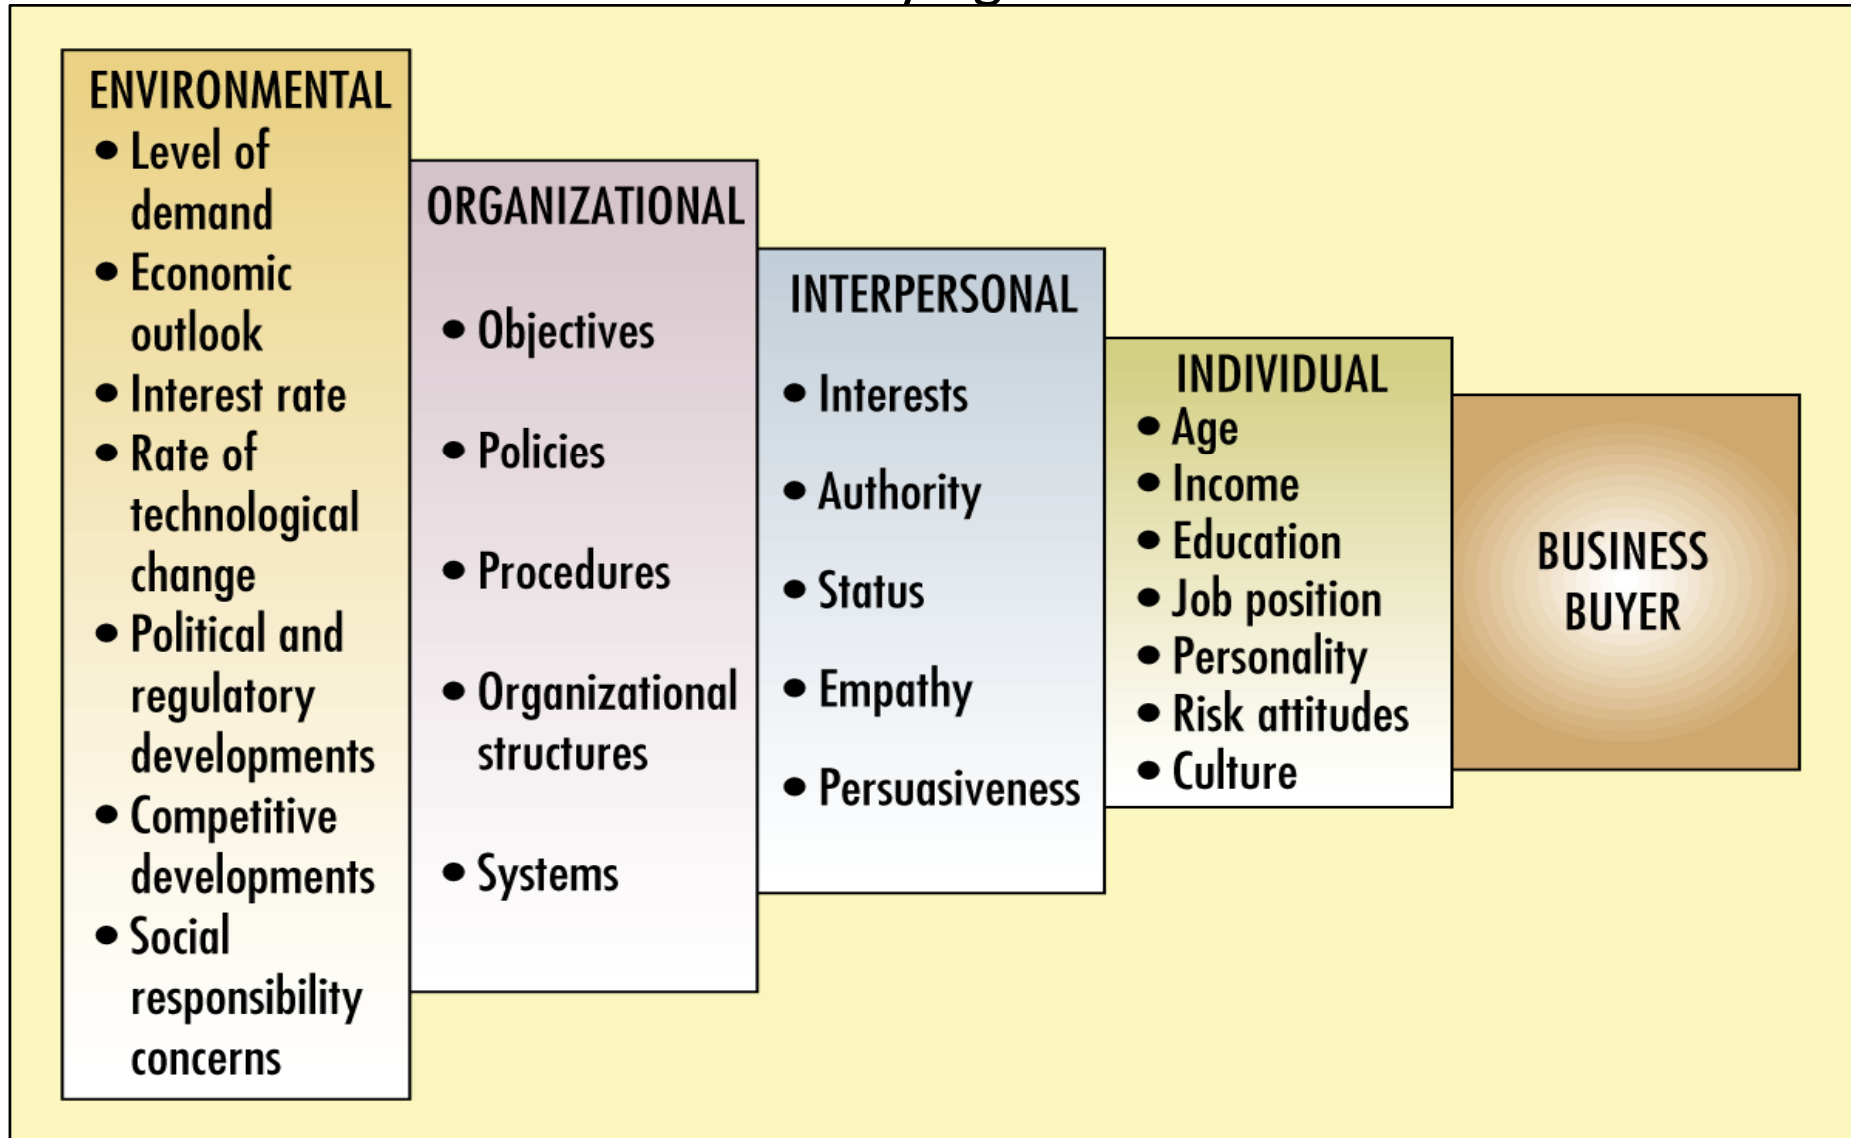 ENVIRONMENTAL
• Level of
demand
• Economic
outlook
• Interest rate
• Rate of
technological
change
• Political and
regulatory
developments
• Competitive
developments
• Social
responsibility
concerns
ORGANIZATIONAL
• Objectives
• Policies
• Procedures
• Organizational
structures
• Systems
INTERPERSONAL
• Interests
• Authority
• Status
• Empathy
• Persuasiveness
INDIVIDUAL
• Age
• Income
• Education
• Job position
• Personality
• Risk attitudes
• Culture
BUSINESS
BUYER